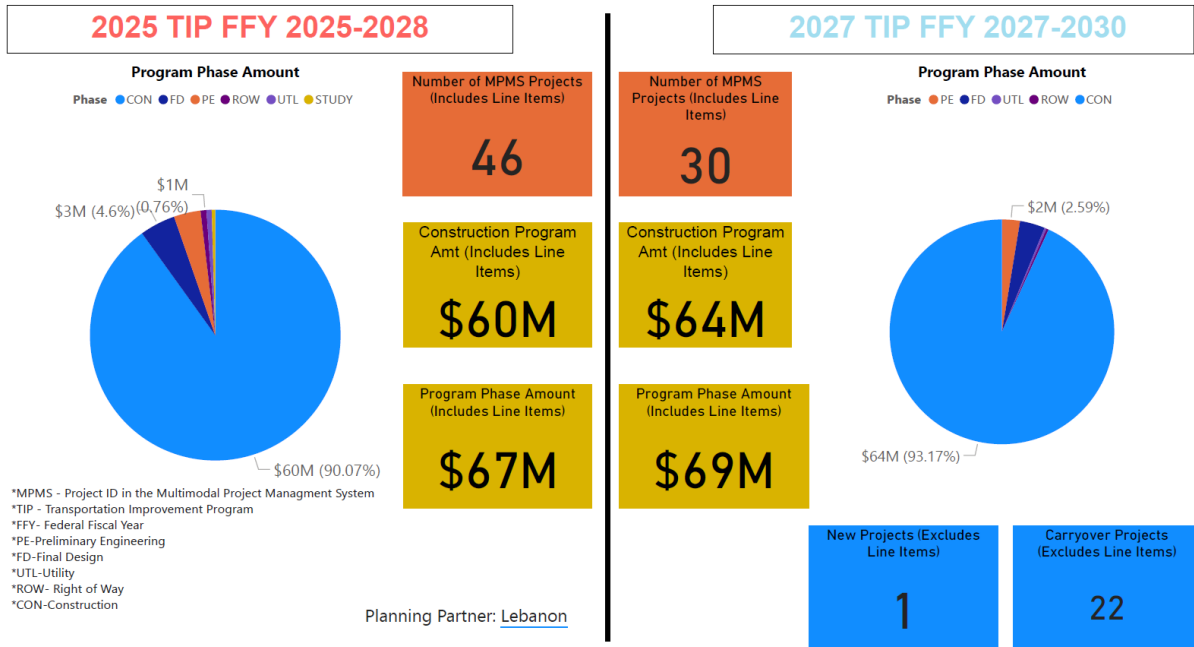 2025 TIP FFY 2025-2028
Program Phase Amount
Phase CON FD PE ROW UTL STUDY
$1M
(0.76%)
$3M (4.6%)
$60M (90.07%)
Number of MPMS Projects
(Includes Line Items)
46
Construction Program
Amt (Includes Line
Items)
$60M
Program Phase Amount
(Includes Line Items)
$67M
*MPMS - Project ID in the Multimodal Project Managment System
*TIP - Transportation Improvement Program
*FFY- Federal Fiscal Year
*PE-Preliminary Engineering
*FD-Final Design
*UTL-Utility
*ROW- Right of Way
*CON-Construction
Planning Partner: Lebanon
2027 TIP FFY 2027-2030
Number of MPMS
Projects (Includes Line
Items)
30
Construction Program
Amt (Includes Line
Items)
$64M
Program Phase Amount
(Includes Line Items)
$69M
Program Phase Amount
Phase PE FD UTL ROW CON
$2M (2.59%)
$64M (93.17%)
New Projects (Excludes
Line Items)
1
Carryover Projects
(Excludes Line Items)
22